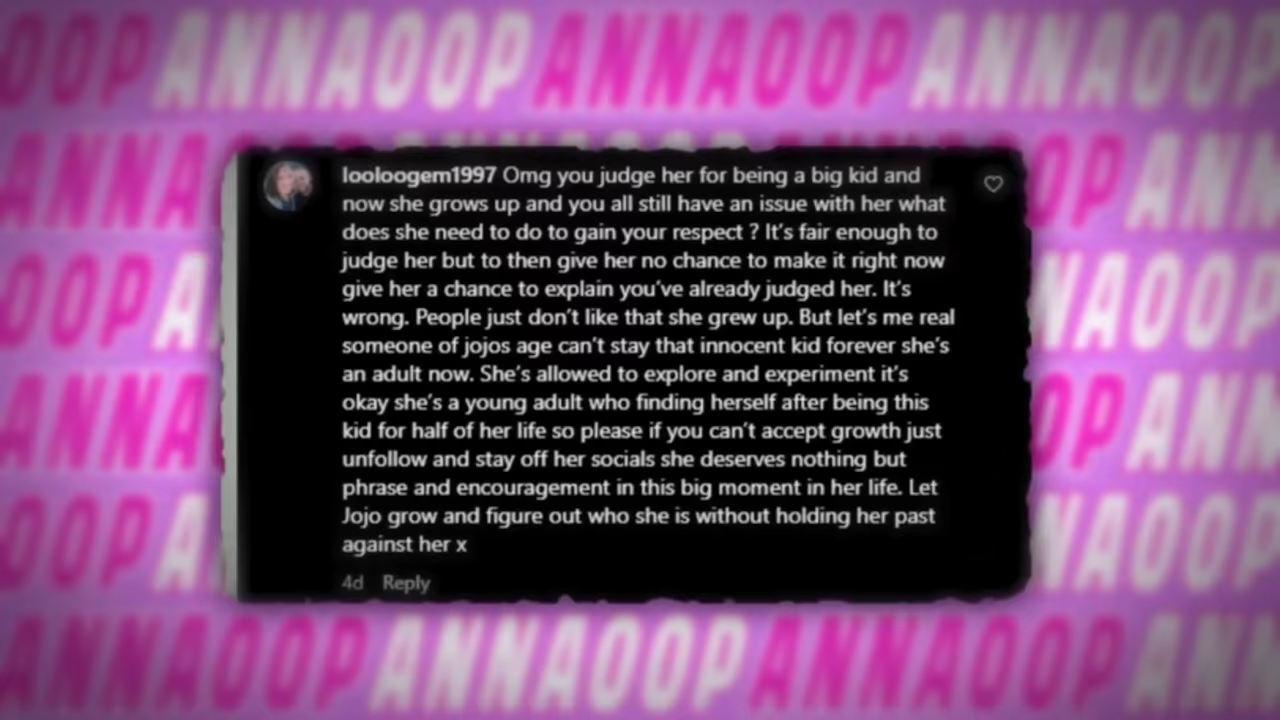 OOP ANNAOOP ANNAOOP ANNAOOP
looloogem1997 Omg you judge her for being a big kid and
now she grows up and you all still have an issue with her what
does she need to do to gain your respect ? It's fair enough to
judge her but to then give her no chance to make it right now
give her a chance to explain you've already judged her. It's
wrong. People just don't like that she grew up. But let's me real
someone of jojos age can't stay that innocent kid forever she's
an adult now. She's allowed to explore and experiment it's
okay she's a young adult who finding herself after being this
kid for half of her life so please if you can't accept growth just
unfollow and stay off her socials she deserves nothing but
phrase and encouragement in this big moment in her life. Let
Jojo grow and figure out who she is without holding her past
against her x
4d Reply
ANNAOOP ANNAOOP ANNAOOP ANN